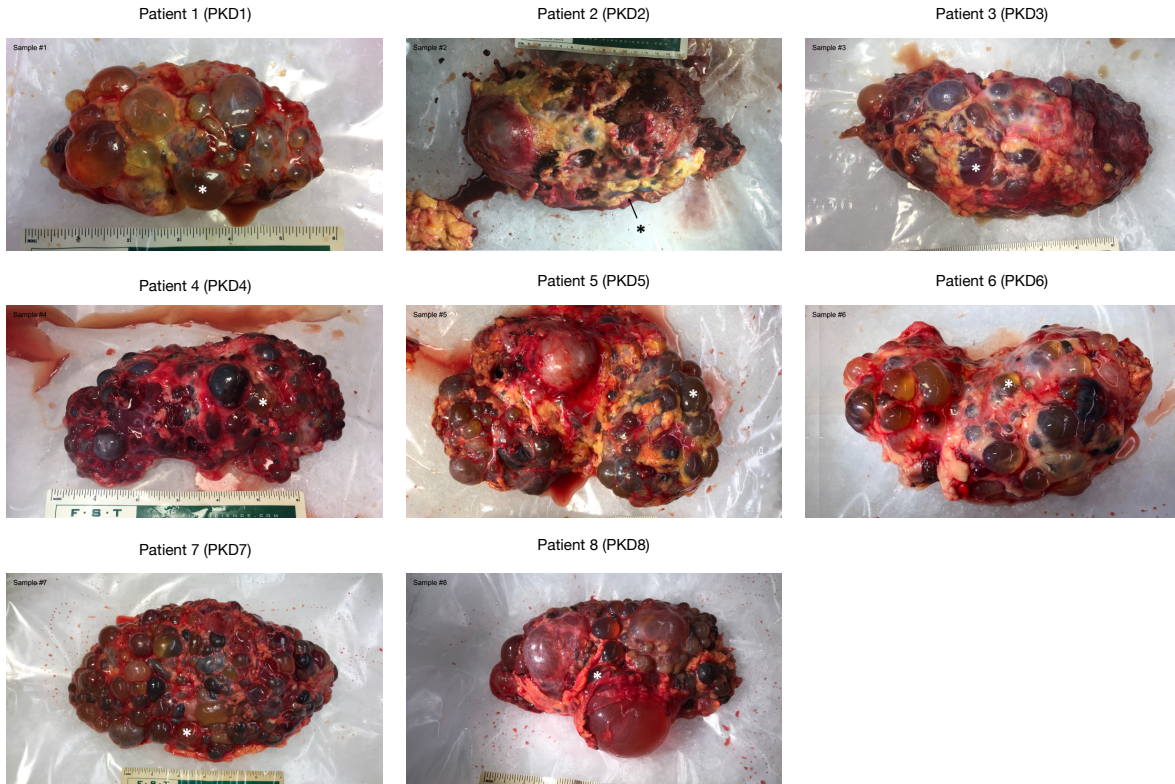 Patient 1 (PKD1)
Patient 2 (PKD2)
Patient 3 (PKD3)
Sample #1
Sample #2
Sample #3
*
*
*
Patient 4 (PKD4)
Patient 5 (PKD5)
Patient 6 (PKD6)
Sample #4
Sample #5
Sample #6
*
*
*
F·S·T
Patient 7 (PKD7)
Patient 8 (PKD8)
Sample #7
Sample #8
*
*